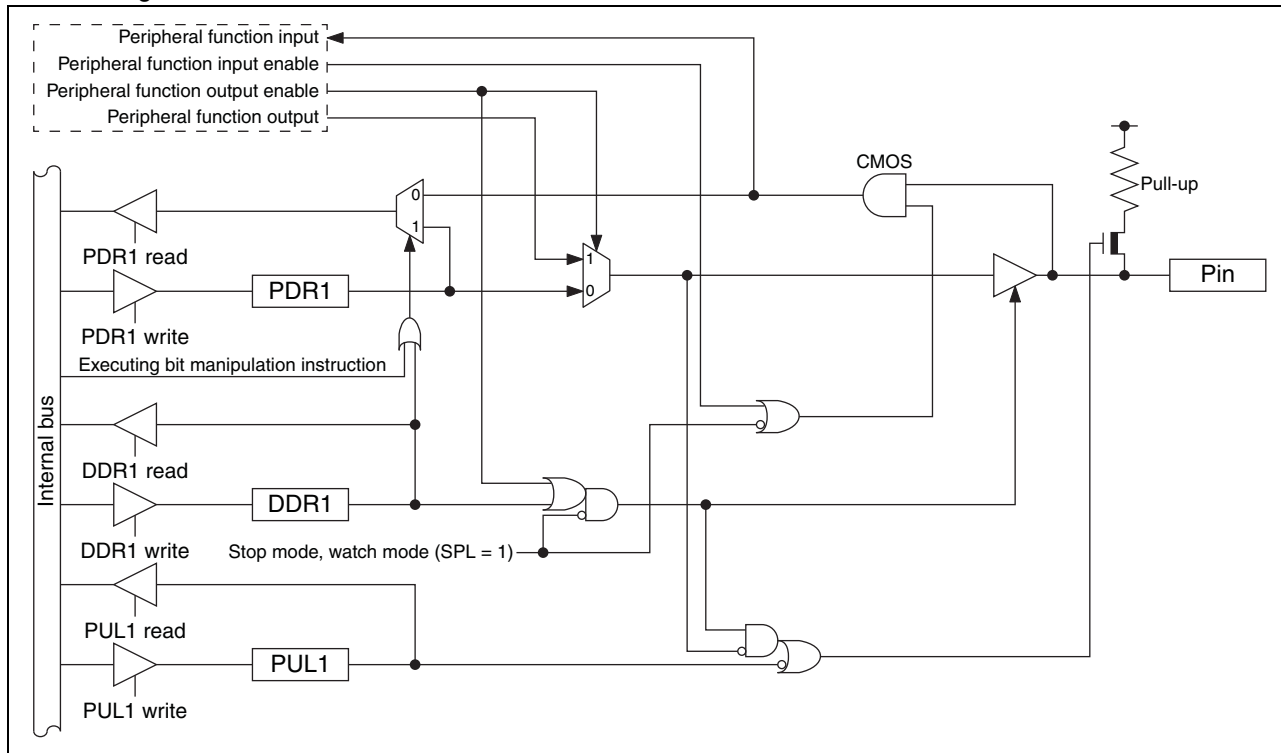 Peripheral function input
Peripheral function input enable
Peripheral function output enable
Peripheral function output
CMOS
Pull-up
0
1
PDR1 read
1
0
PDR1
Pin
PDR1 write
Executing bit manipulation instruction
Internal bus
DDR1 read
DDR1
DDR1 write
Stop mode, watch mode (SPL = 1)
PUL1 read
PUL1
PUL1 write